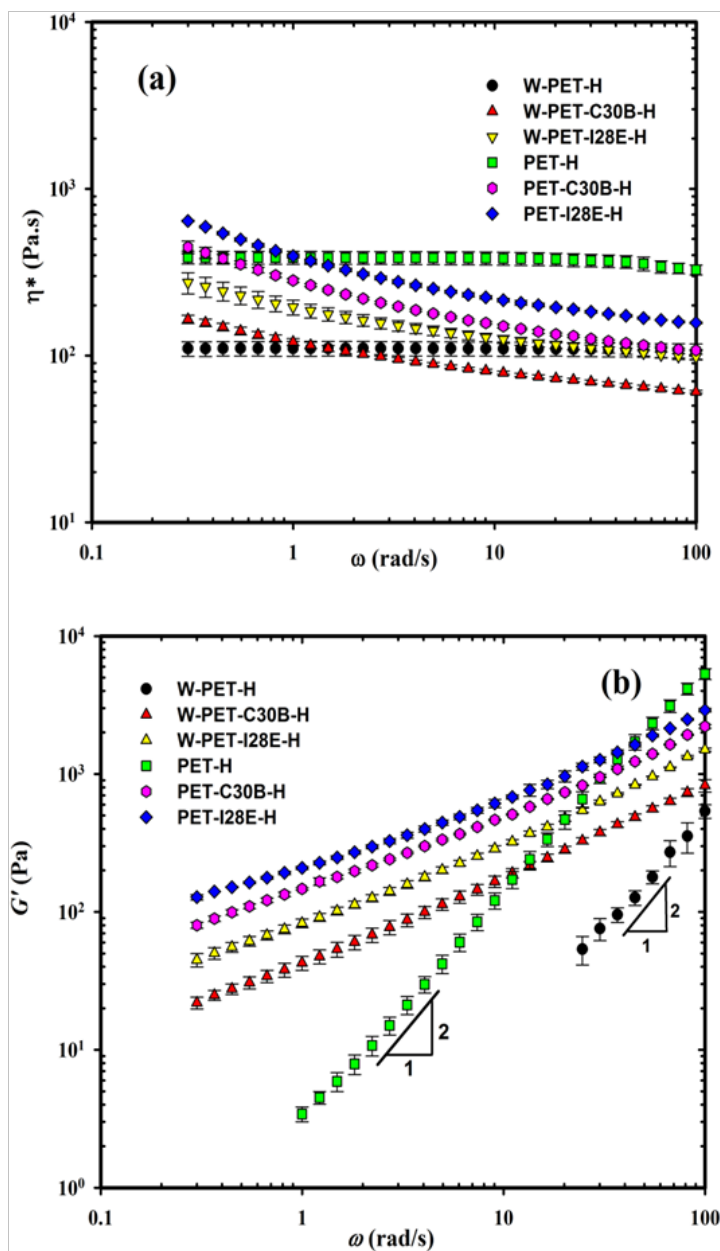 10⁴
(a)
W-PET-H
W-PET-C30B-H
W-PET-I28E-H
PET-H
PET-C30B-H
PET-I28E-H
10³
η* (Pa.s)
10²
10¹
0.1
1
10
100
ω (rad/s)
10⁴
(b)
W-PET-H
W-PET-C30B-H
W-PET-I28E-H
PET-H
PET-C30B-H
PET-I28E-H
10³
G′ (Pa)
10²
2
1
10¹
2
1
10⁰
0.1
1
10
100
ω (rad/s)